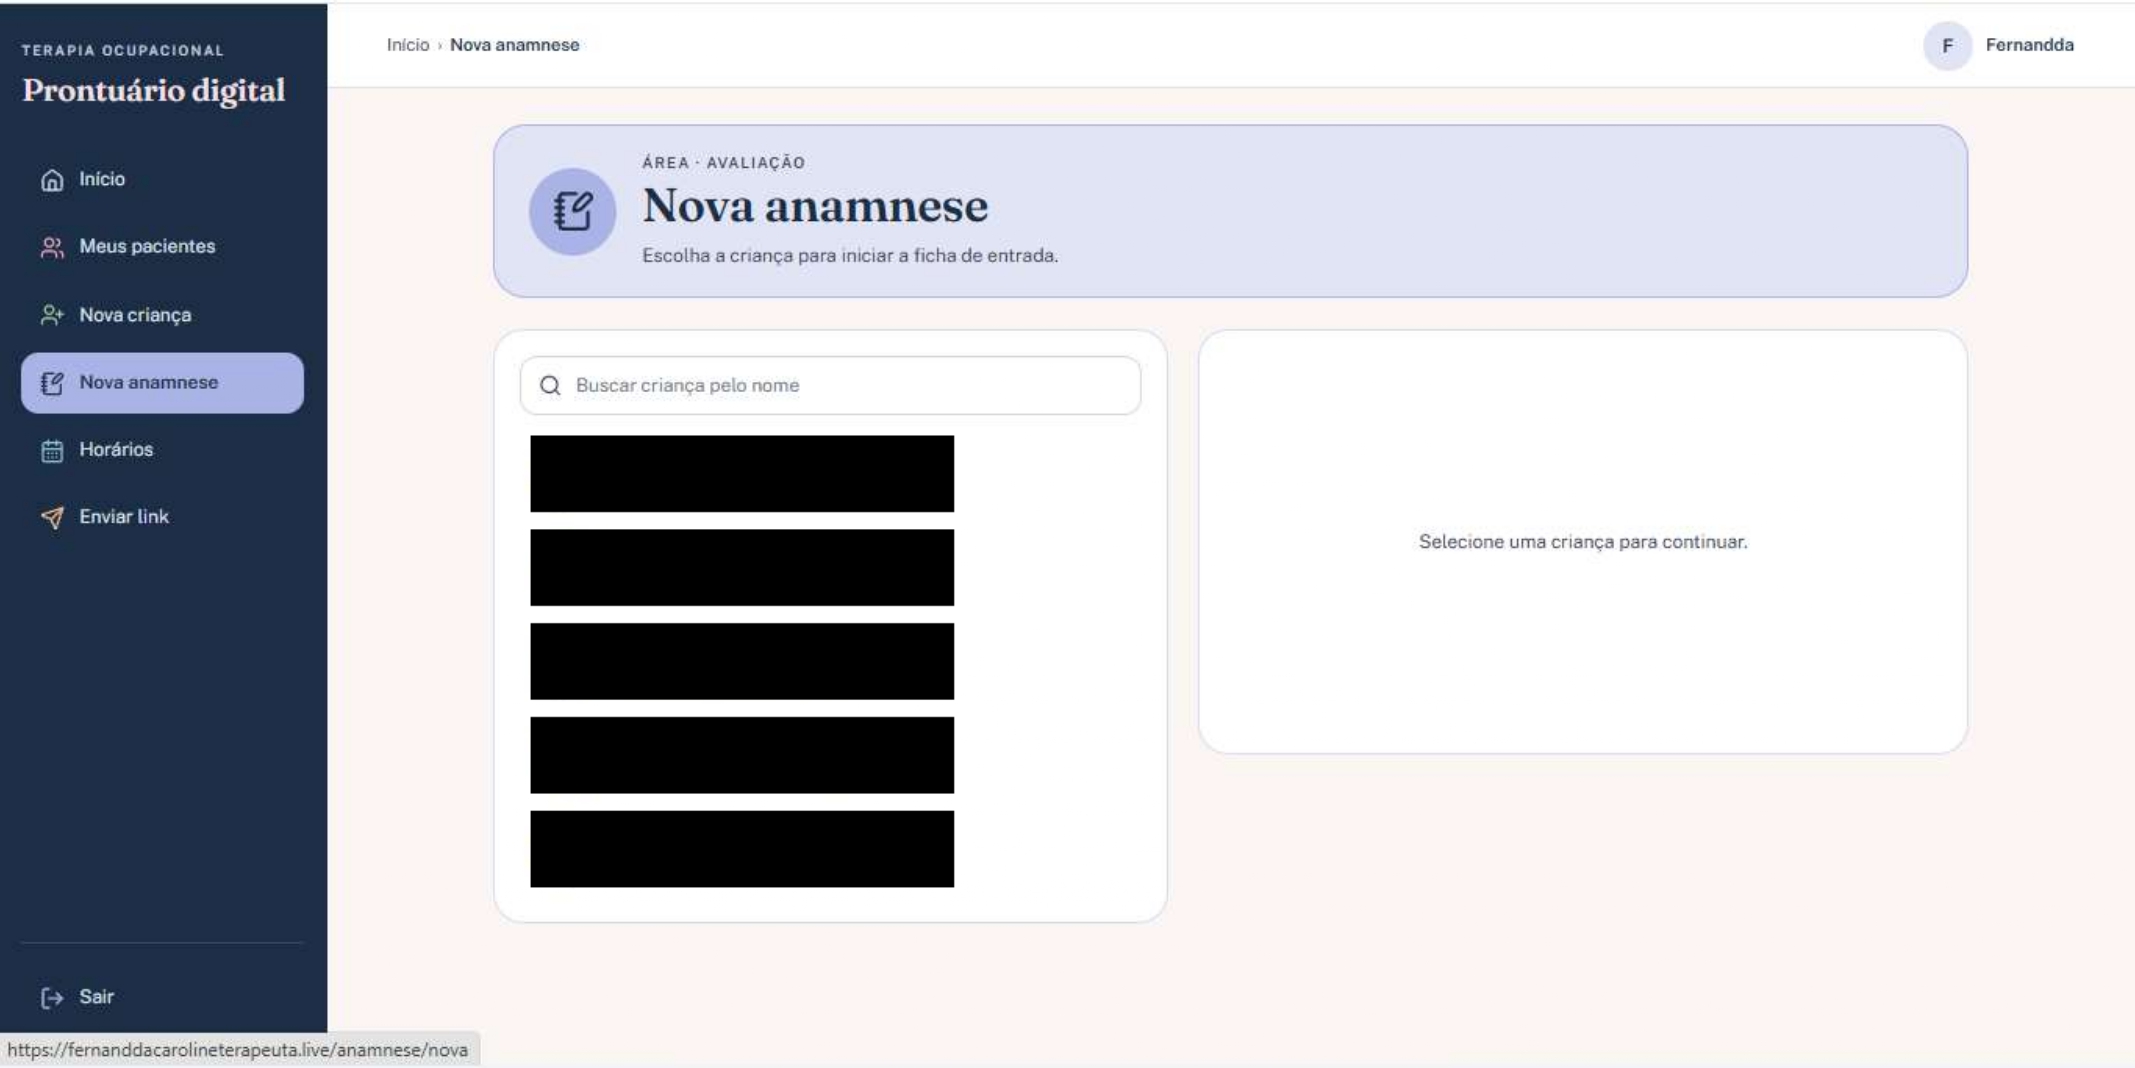 TERAPIA OCUPACIONAL
Prontuário digital
Início
Meus pacientes
Nova criança
Nova anamnese
Horários
Enviar link
Sair
https://fernanddacarolineterapeuta.live/anamnese/nova
Início › Nova anamnese
F Fernandda
ÁREA · AVALIAÇÃO
Nova anamnese
Escolha a criança para iniciar a ficha de entrada.
Buscar criança pelo nome
Selecione uma criança para continuar.